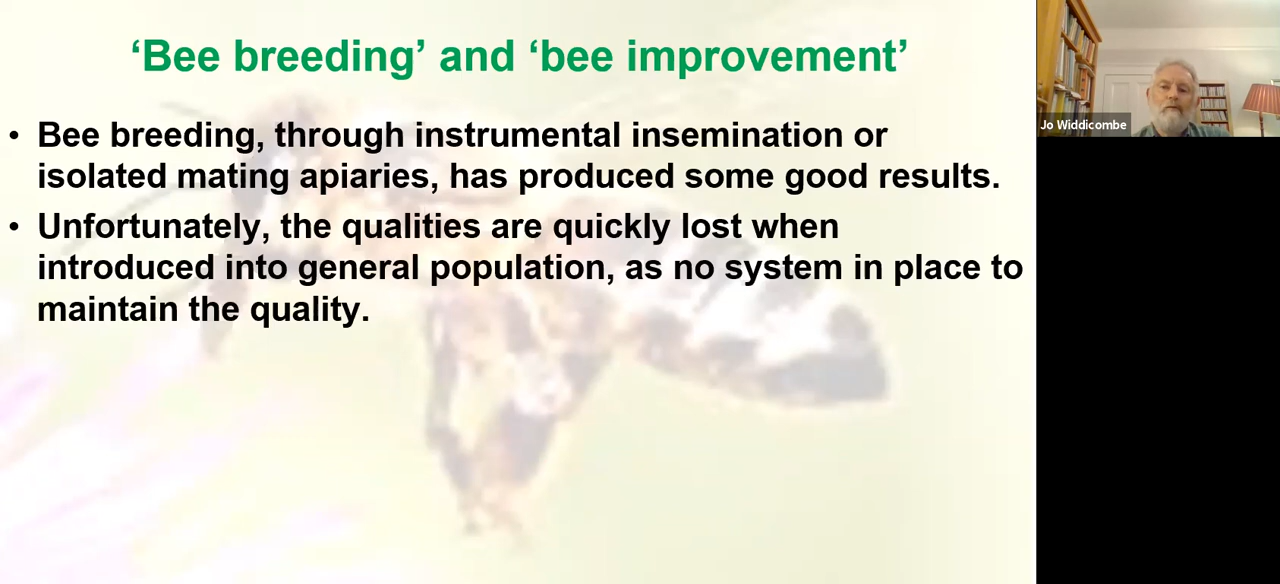 ‘Bee breeding’ and ‘bee improvement’
• Bee breeding, through instrumental insemination or
isolated mating apiaries, has produced some good results.
• Unfortunately, the qualities are quickly lost when
introduced into general population, as no system in place to
maintain the quality.
Jo Widdicombe